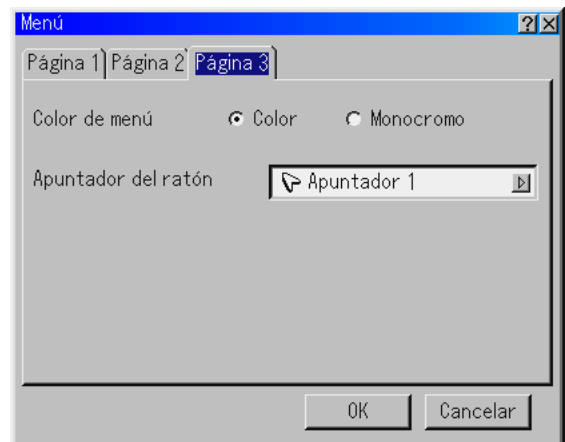 Menú
Página 1 Página 2 Página 3
Color de menú Color Monocromo
Apuntador del ratón Apuntador 1
OK Cancelar